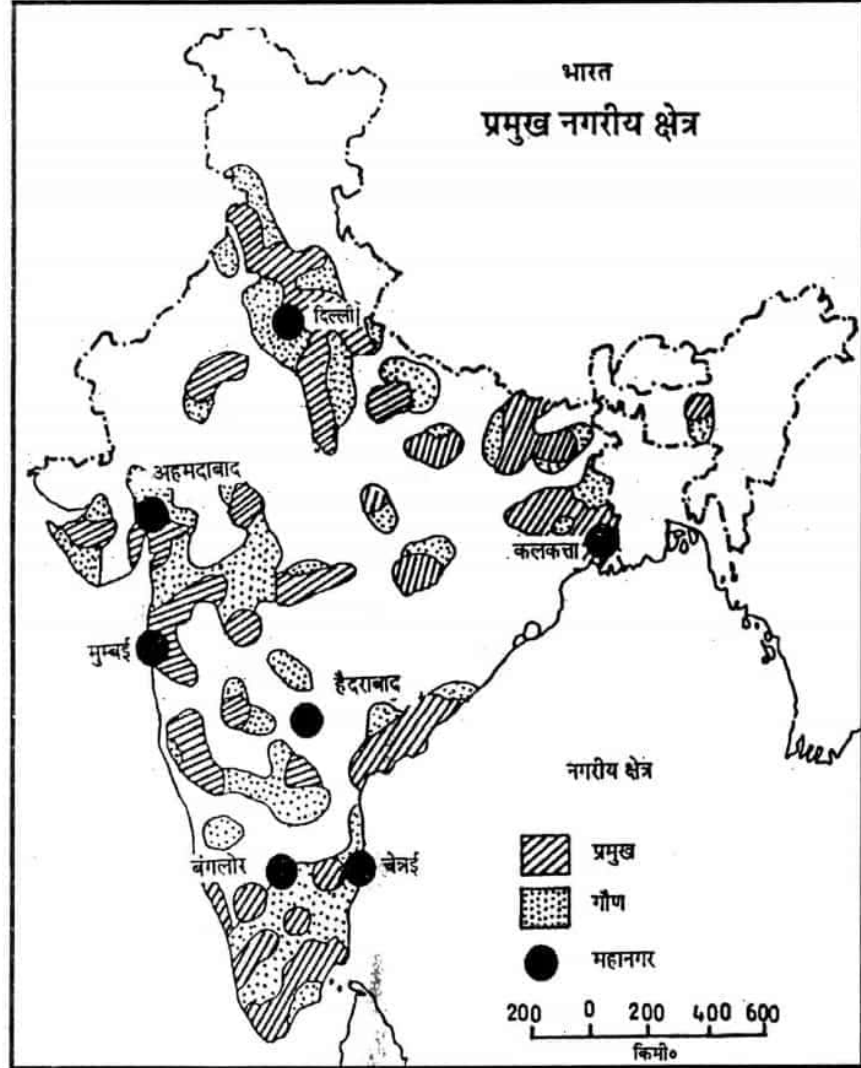 भारत
प्रमुख नगरीय क्षेत्र
दिल्ली
अहमदाबाद
कलकत्ता
मुम्बई
हैदराबाद
बंगलोर
चेन्नई
नगरीय क्षेत्र
प्रमुख
गौण
महानगर
200 0 200 400 600
किमी०